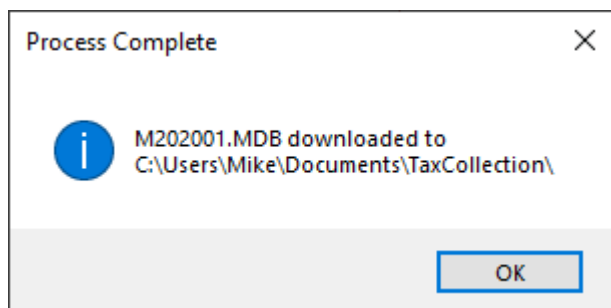 Process Complete
M202001.MDB downloaded to
C:\Users\Mike\Documents\TaxCollection\
OK